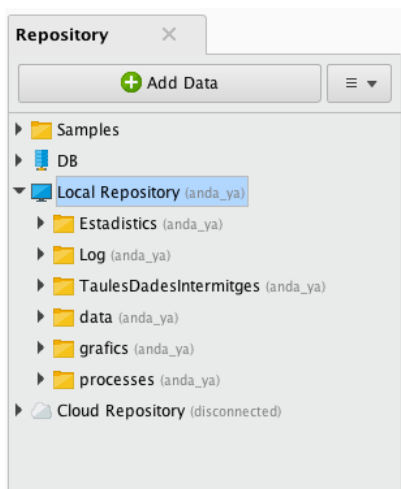 Repository
Add Data
Samples
DB
Local Repository (anda_ya)
Estadistics (anda_ya)
Log (anda_ya)
TaulesDadesIntermitges (anda_ya)
data (anda_ya)
grafics (anda_ya)
processes (anda_ya)
Cloud Repository (disconnected)